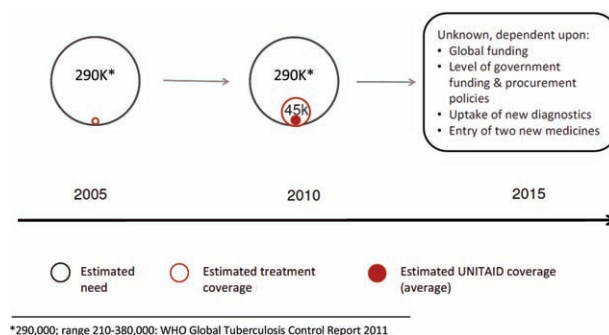 290K*
290K*
45k
Unknown, dependent upon:
• Global funding
• Level of government
funding & procurement
policies
• Uptake of new diagnostics
• Entry of two new medicines
2005
2010
2015
Estimated
need
Estimated treatment
coverage
Estimated UNITAID coverage
(average)
*290,000; range 210-380,000: WHO Global Tuberculosis Control Report 2011